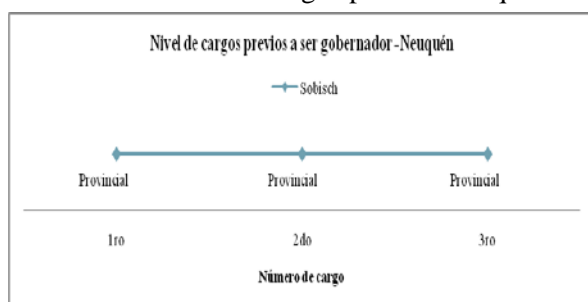 Nivel de cargos previos a ser gobernador -Neuquén
Sobisch
Provincial Provincial Provincial
1ro 2do 3ro
Número de cargo